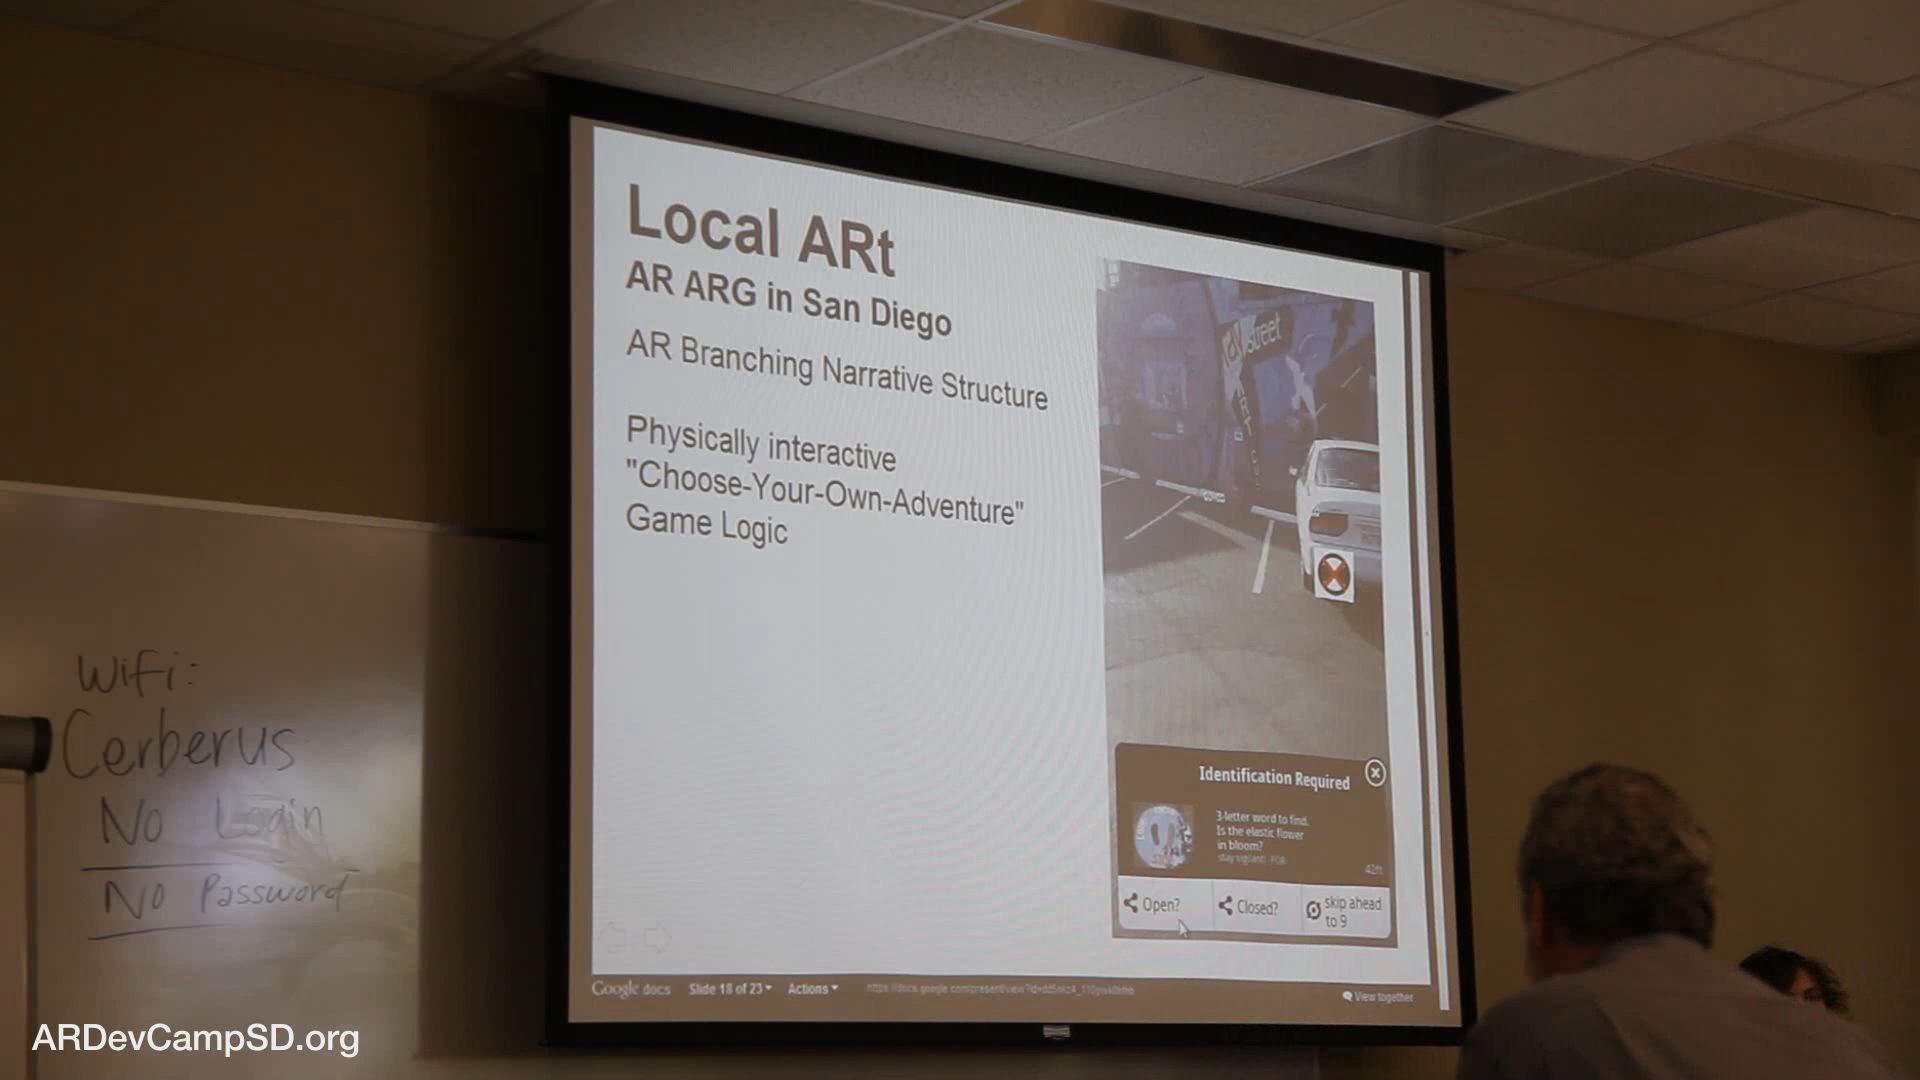 Local ARt
AR ARG in San Diego
AR Branching Narrative Structure
Physically interactive
"Choose-Your-Own-Adventure"
Game Logic
street
Identification Required
3-letter word to find.
Is the elastic flower
in bloom?
stay vigilant! -FOR
42ft
Open?
Closed?
skip ahead
to 9
Google docs
Slide 18 of 23
Actions
View together
Wifi:
Cerberus
No Login
No Password
ARDevCampSD.org